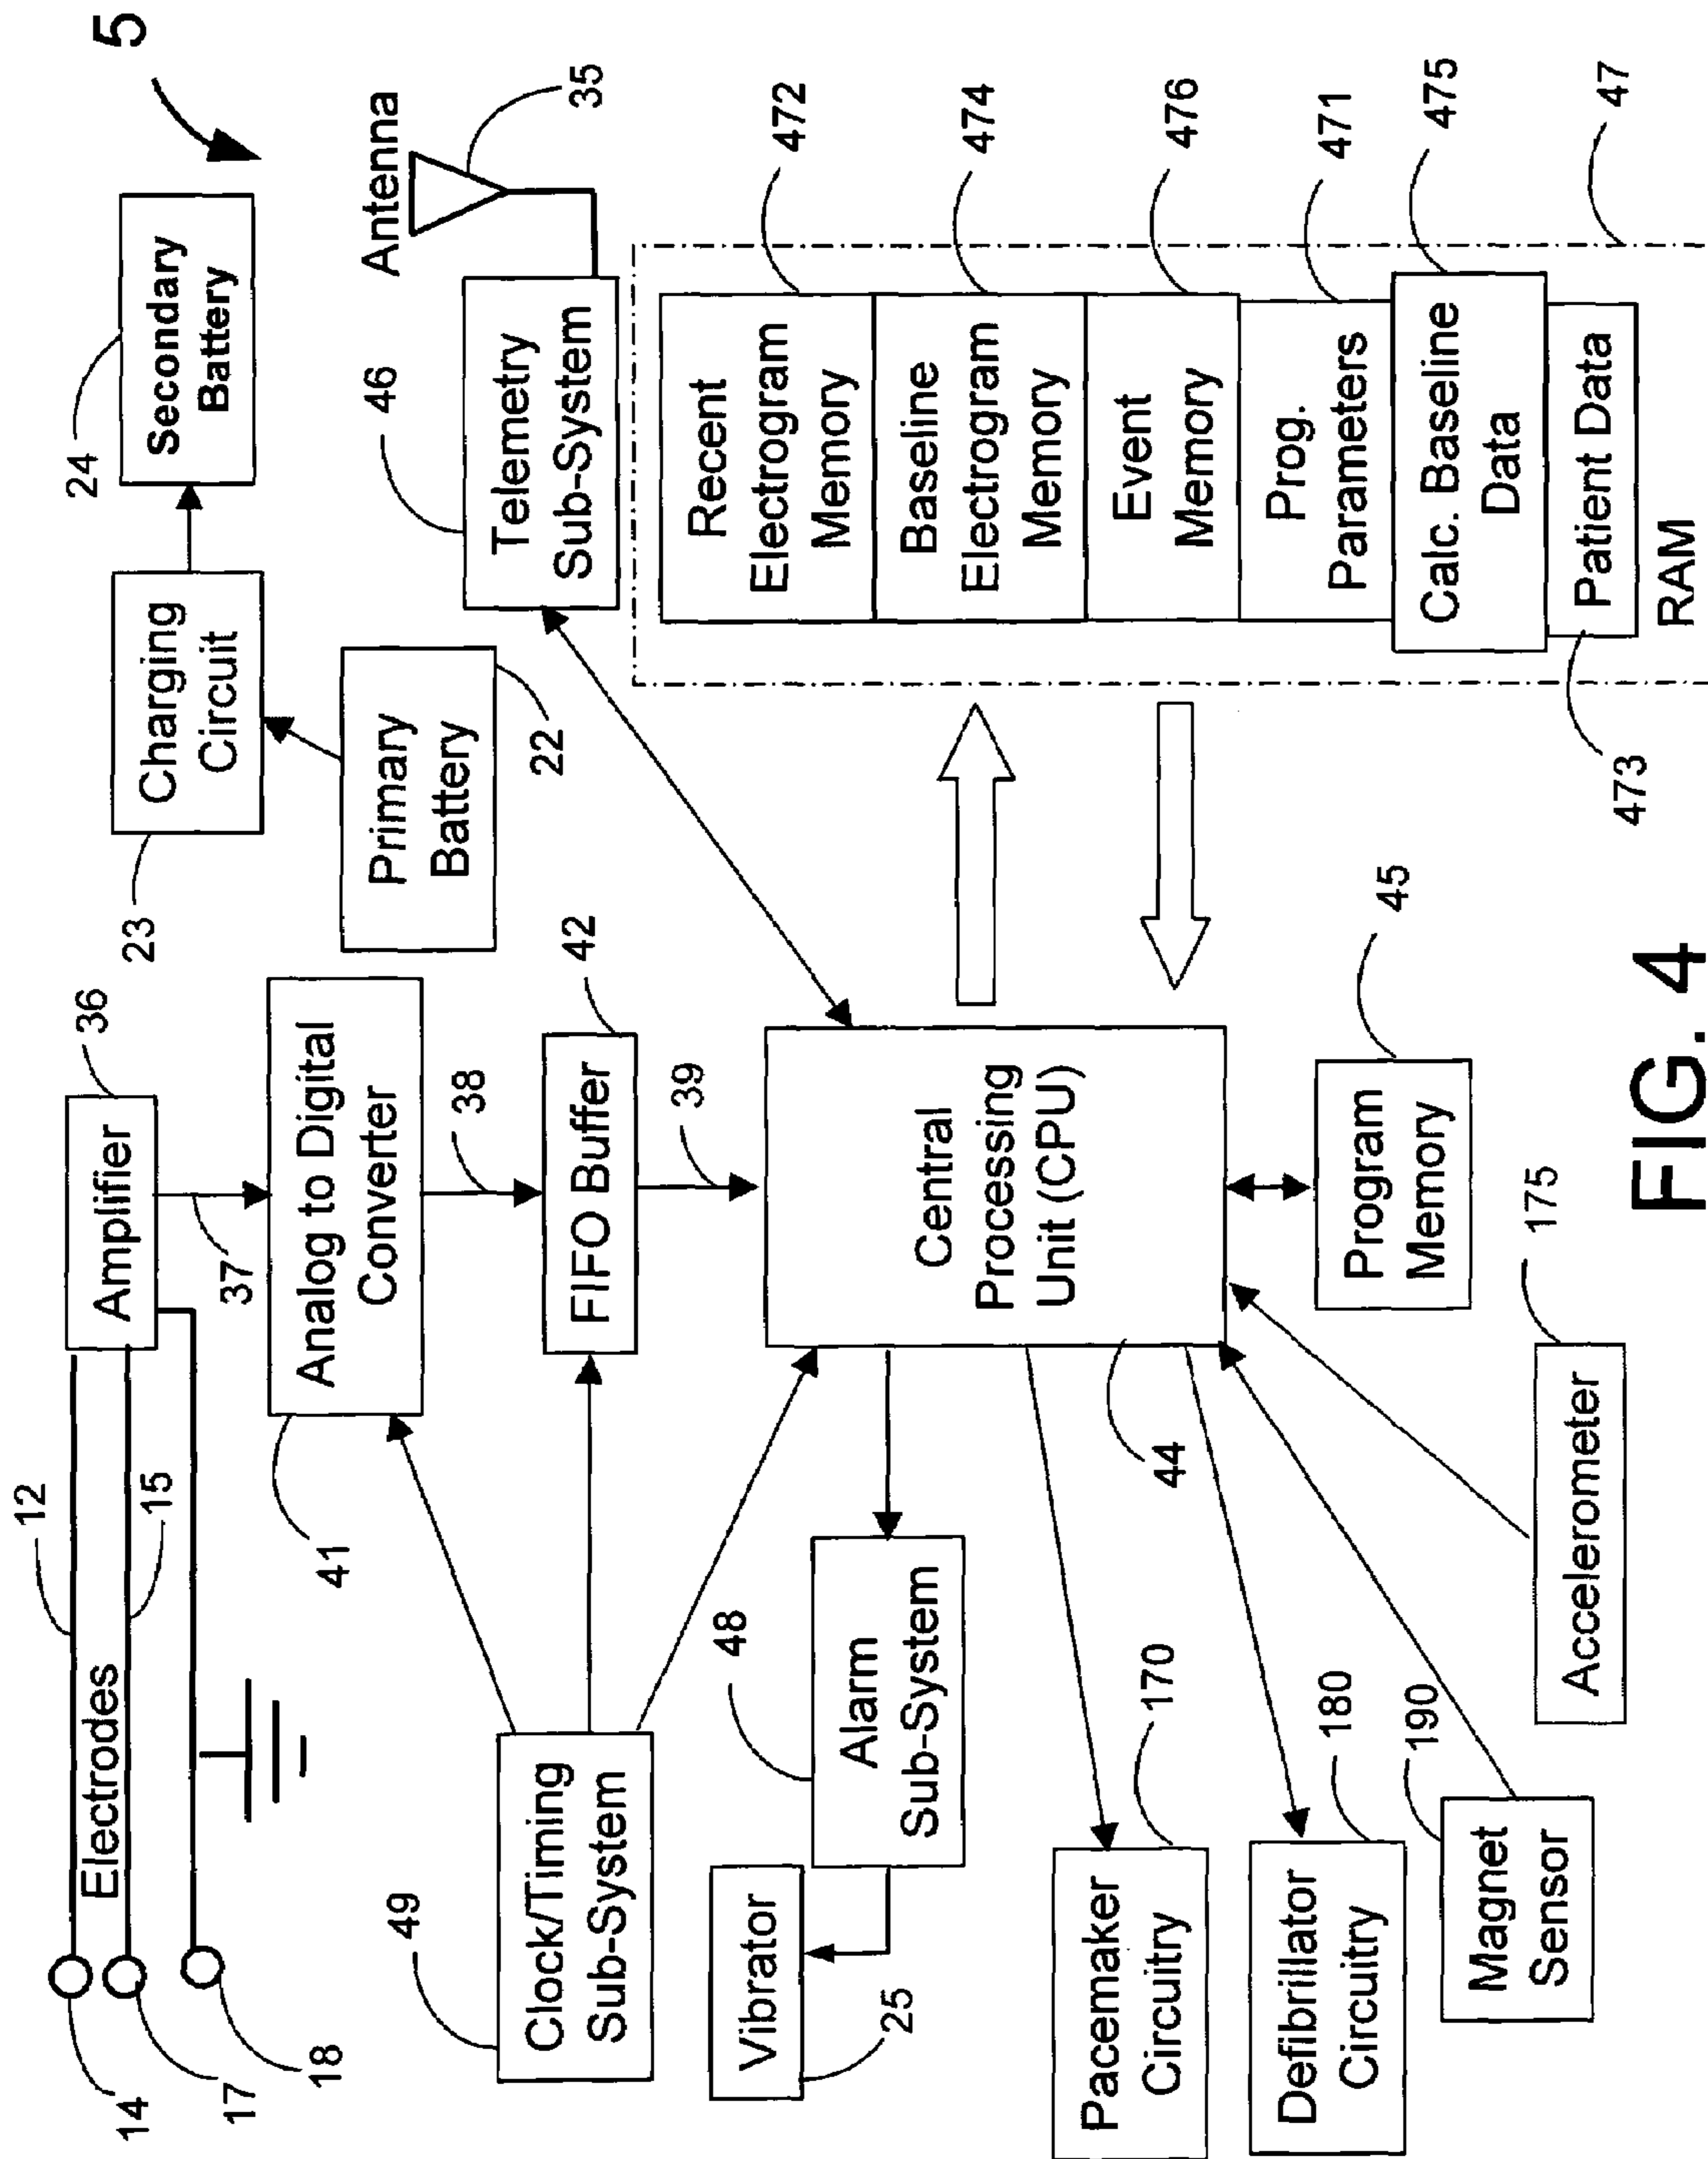 5
24
Secondary
Battery
Charging
Circuit
23
Primary
Battery
22
Antenna
35
46
Telemetry
Sub-System
36
Amplifier
12
Electrodes
15
14
17
18
37
Analog to Digital
Converter
41
38
42
FIFO Buffer
39
49
Clock/Timing
Sub-System
Central
Processing
Unit (CPU)
44
48
Alarm
Sub-System
Vibrator
25
170
Pacemaker
Circuitry
180
Defibrillator
Circuitry
190
Magnet
Sensor
175
Accelerometer
45
Program
Memory
Recent
Electrogram
Memory
472
Baseline
Electrogram
Memory
474
Event
Memory
476
Prog.
Parameters
471
Calc. Baseline
Data
475
Patient Data
473
RAM
47
FIG. 4